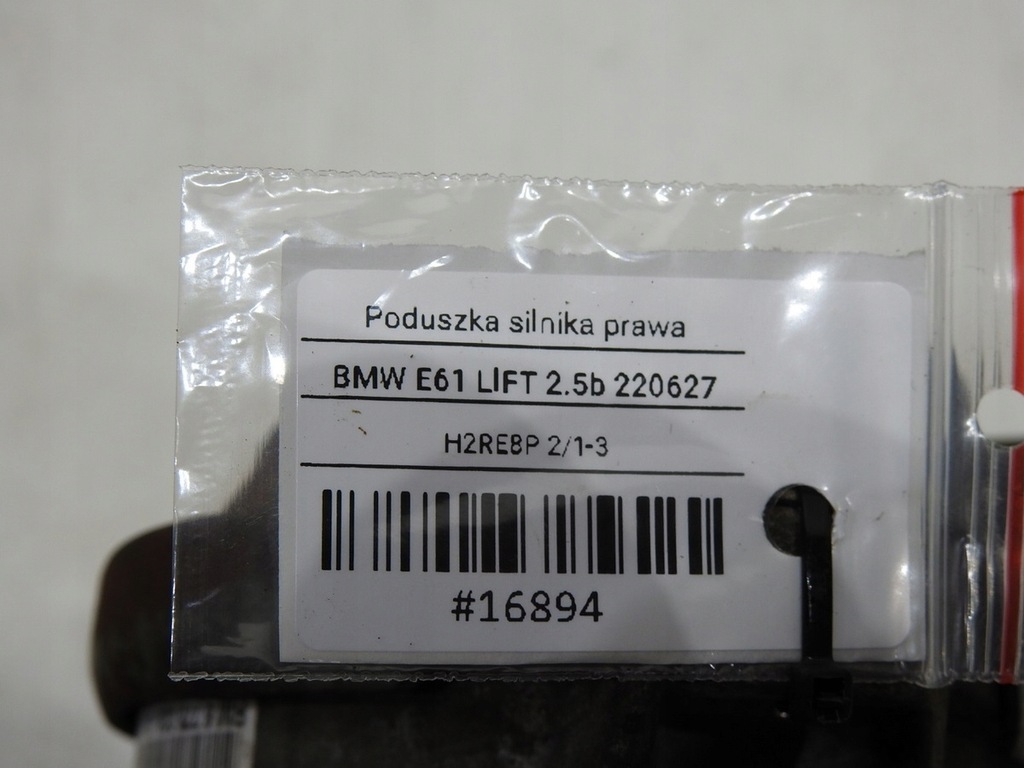 Poduszka silnika prawa
BMW E61 LIFT 2.5b 220627
H2RE8P 2/1-3
#16894